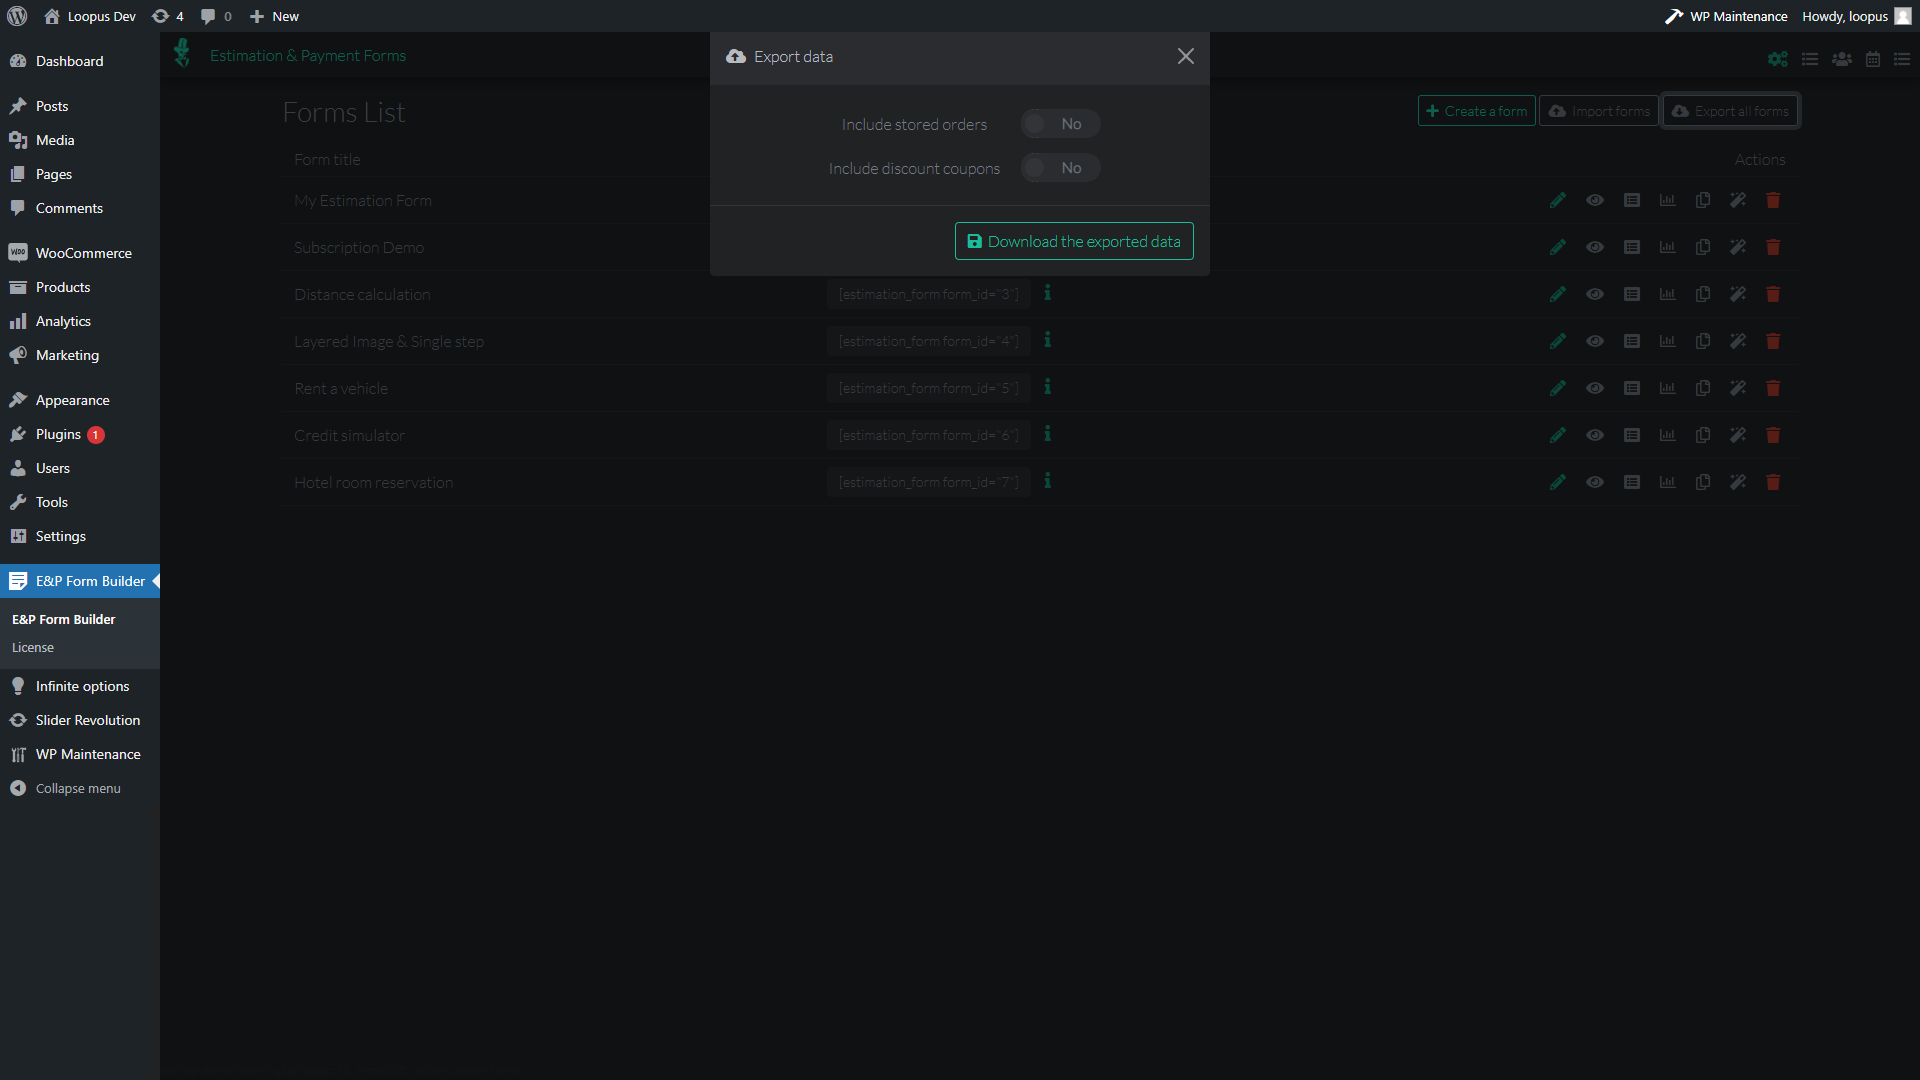 Loopus Dev
4
0
New
WP Maintenance
Howdy, loopus
Dashboard
Posts
Media
Pages
Comments
WooCommerce
Products
Analytics
Marketing
Appearance
Plugins 1
Users
Tools
Settings
E&P Form Builder
E&P Form Builder
License
Infinite options
Slider Revolution
WP Maintenance
Collapse menu
Estimation & Payment Forms
Export data
Include stored orders No
Include discount coupons No
Download the exported data
Forms List
Create a form
Import forms
Export all forms
Form title
Actions
My Estimation Form
Subscription Demo
Distance calculation [estimation_form form_id="3"]
Layered Image & Single step [estimation_form form_id="4"]
Rent a vehicle [estimation_form form_id="5"]
Credit simulator [estimation_form form_id="6"]
Hotel room reservation [estimation_form form_id="7"]